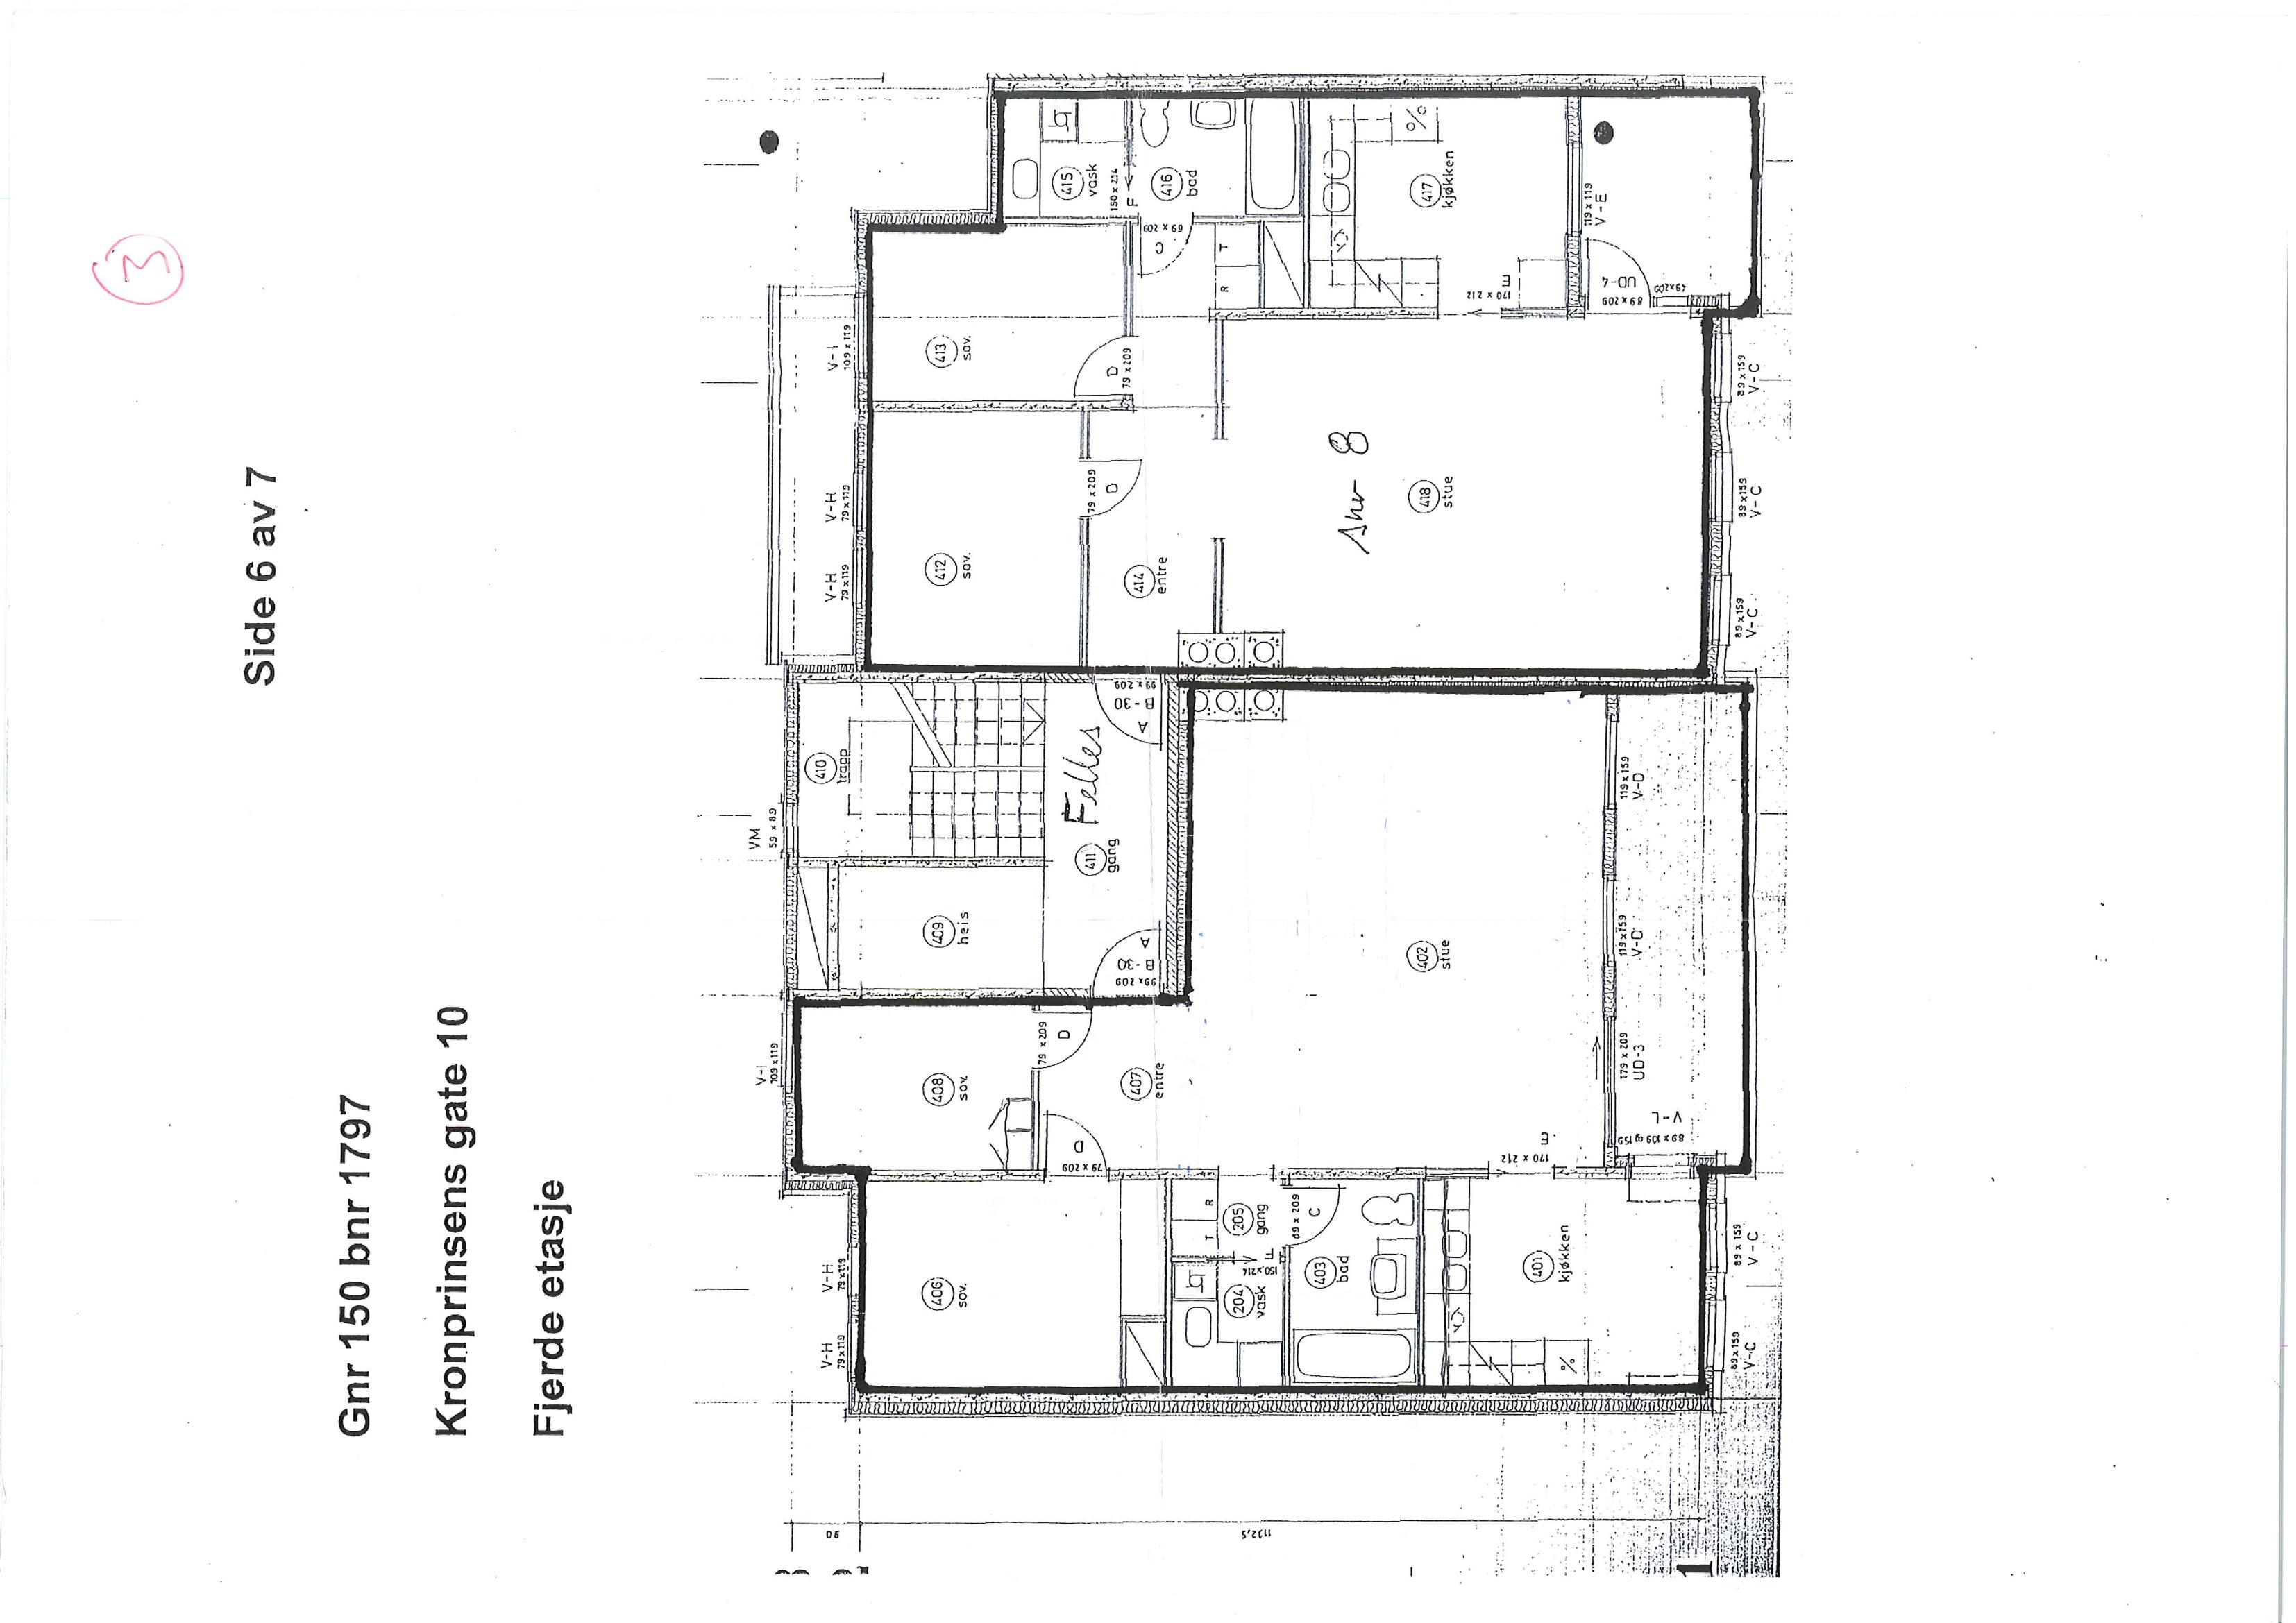 3
Side 6 av 7
Gnr 150 bnr 1797
Kronprinsens gate 10
Fjerde etasje
V-H
79 x 119
V-H
79 x 119
V-I
109 x 119
VM
59 x 89
V-H
79 x 119
V-H
79 x 119
V-I
109 x 119
406
sov.
408
sov.
409
heis
410
trapp
412
sov.
413
sov.
79 x 209
D
79 x 209
D
407
entre
411
gang
Felles
99 x 209
B-30
A
99 x 209
B-30
A
79 x 209
D
79 x 209
D
414
entre
415
vask
150 x 214
F
416
bad
69 x 209
C
R
T
T
R
205
gang
204
vask
150 x 214
F
69 x 209
C
403
bad
402
stue
Snr 8
418
stue
417
kjøkken
%
170 x 212
E
119 x 119
V-E
89 x 209
UD-4
49x209
401
kjøkken
%
170 x 212
E
179 x 209
UD-3
119 x 159
V-D
119 x 159
V-D
89 x 109 og 159
V-L
89 x 159
V-C
89 x 159
V-C
89 x 159
V-C
89 x 159
V-C
89 x 159
V-C
90
1132,5
1